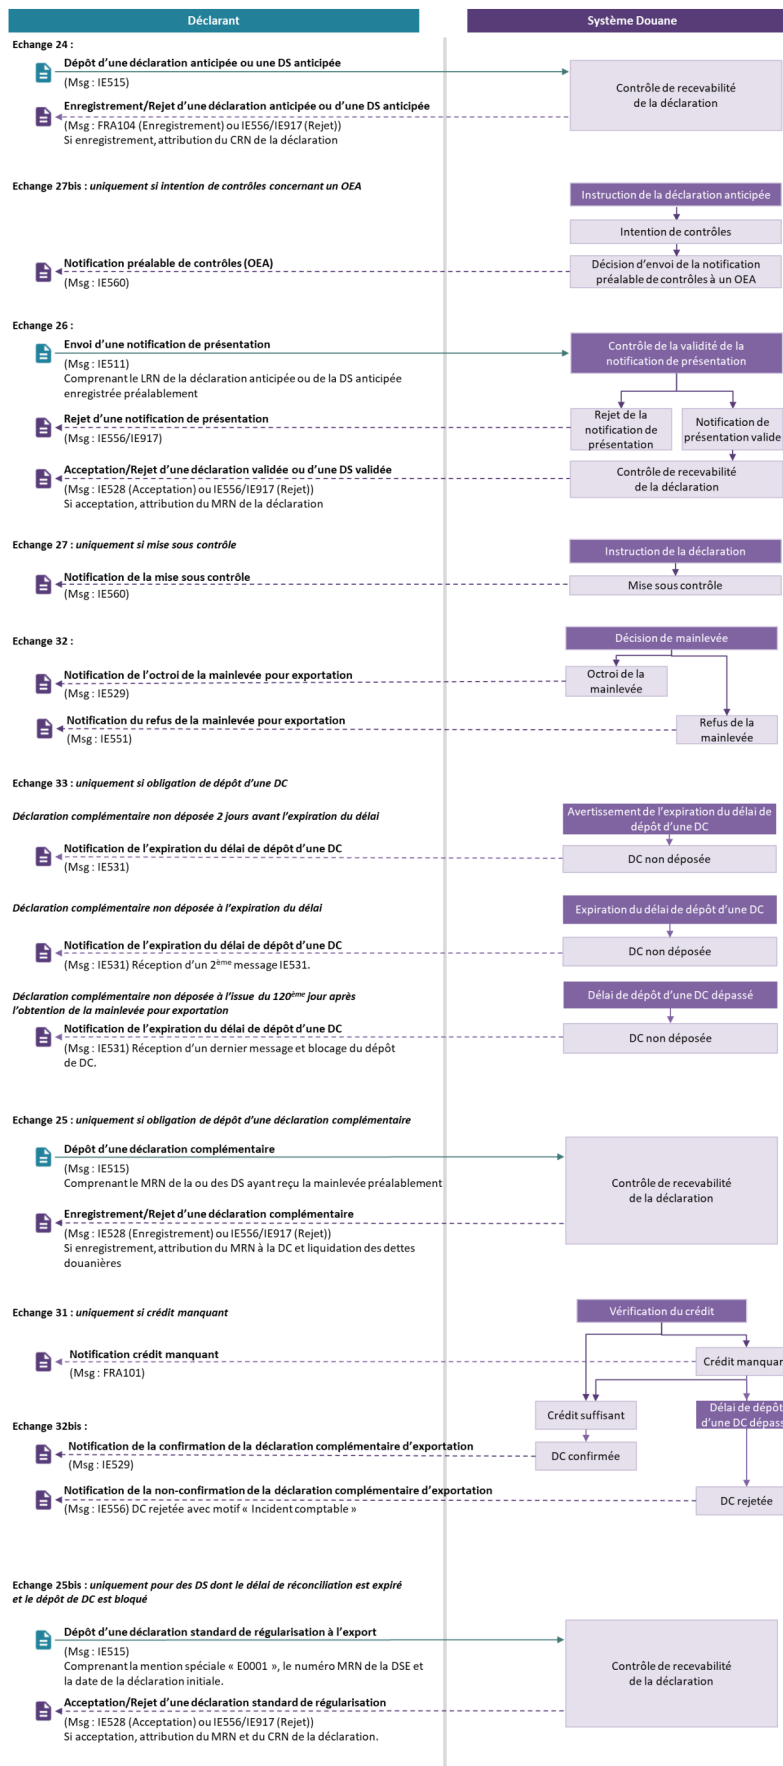 Déclarant
Système Douane
Echange 24 :
Dépôt d'une déclaration anticipée ou une DS anticipée
(Msg : IE515)
Contrôle de recevabilité
de la déclaration
Enregistrement/Rejet d'une déclaration anticipée ou d'une DS anticipée
(Msg : FRA104 (Enregistrement) ou IE556/IE917 (Rejet))
Si enregistrement, attribution du CRN de la déclaration
Echange 27bis : uniquement si intention de contrôles concernant un OEA
Instruction de la déclaration anticipée
Intention de contrôles
Notification préalable de contrôles (OEA)
(Msg : IE560)
Décision d'envoi de la notification
préalable de contrôles à un OEA
Echange 26 :
Envoi d'une notification de présentation
(Msg : IE511)
Comprenant le LRN de la déclaration anticipée ou de la DS anticipée
enregistrée préalablement
Contrôle de la validité de la
notification de présentation
Rejet d'une notification de présentation
(Msg : IE556/IE917)
Rejet de la
notification de
présentation
Notification de
présentation valide
Acceptation/Rejet d'une déclaration validée ou d'une DS validée
(Msg : IE528 (Acceptation) ou IE556/IE917 (Rejet))
Si acceptation, attribution du MRN de la déclaration
Contrôle de recevabilité
de la déclaration
Echange 27 : uniquement si mise sous contrôle
Instruction de la déclaration
Notification de la mise sous contrôle
(Msg : IE560)
Mise sous contrôle
Echange 32 :
Décision de mainlevée
Notification de l'octroi de la mainlevée pour exportation
(Msg : IE529)
Octroi de la
mainlevée
Notification du refus de la mainlevée pour exportation
(Msg : IE551)
Refus de la
mainlevée
Echange 33 : uniquement si obligation de dépôt d'une DC
Déclaration complémentaire non déposée 2 jours avant l'expiration du délai
Avertissement de l'expiration du délai de
dépôt d'une DC
Notification de l'expiration du délai de dépôt d'une DC
(Msg : IE531)
DC non déposée
Déclaration complémentaire non déposée à l'expiration du délai
Expiration du délai de dépôt d'une DC
Notification de l'expiration du délai de dépôt d'une DC
(Msg : IE531) Réception d'un 2ème message IE531.
DC non déposée
Déclaration complémentaire non déposée à l'issue du 120ème jour après
l'obtention de la mainlevée pour exportation
Délai de dépôt d'une DC dépassé
Notification de l'expiration du délai de dépôt d'une DC
(Msg : IE531) Réception d'un dernier message et blocage du dépôt
de DC.
DC non déposée
Echange 25 : uniquement si obligation de dépôt d'une déclaration complémentaire
Dépôt d'une déclaration complémentaire
(Msg : IE515)
Comprenant le MRN de la ou des DS ayant reçu la mainlevée préalablement
Contrôle de recevabilité
de la déclaration
Enregistrement/Rejet d'une déclaration complémentaire
(Msg : IE528 (Enregistrement) ou IE556/IE917 (Rejet))
Si enregistrement, attribution du MRN à la DC et liquidation des dettes
douanières
Echange 31 : uniquement si crédit manquant
Vérification du crédit
Notification crédit manquant
(Msg : FRA101)
Crédit manquant
Crédit suffisant
Délai de dépôt
d'une DC dépass
Echange 32bis :
Notification de la confirmation de la déclaration complémentaire d'exportation
(Msg : IE529)
DC confirmée
Notification de la non-confirmation de la déclaration complémentaire d'exportation
(Msg : IE556) DC rejetée avec motif « Incident comptable »
DC rejetée
Echange 25bis : uniquement pour des DS dont le délai de réconciliation est expiré
et le dépôt de DC est bloqué
Dépôt d'une déclaration standard de régularisation à l'export
(Msg : IE515)
Comprenant la mention spéciale « E0001 », le numéro MRN de la DSE et
la date de la déclaration initiale.
Contrôle de recevabilité
de la déclaration
Acceptation/Rejet d'une déclaration standard de régularisation
(Msg : IE528 (Acceptation) ou IE556/IE917 (Rejet))
Si acceptation, attribution du MRN et du CRN de la déclaration.